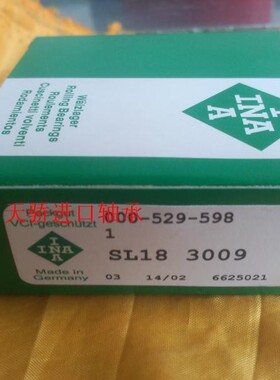 INA
Wälzlager
Rolling Bearings
Roulements
Cuscinetti volventi
Rodamientos
天骄进口轴承
VCI-geschützt
000-529-598
1
INA
SL18 3009
Made in
Germany
03 14/02 6625021